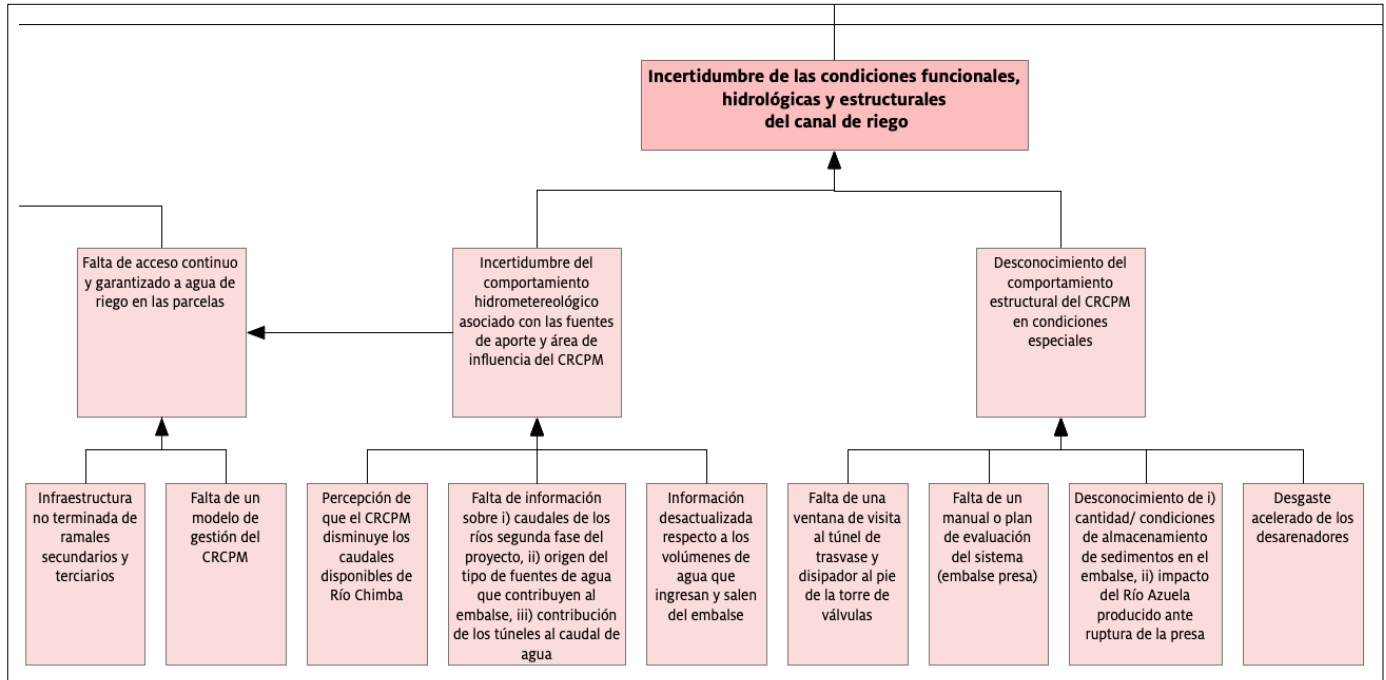 Incertidumbre de las condiciones funcionales,
hidrológicas y estructurales
del canal de riego
Falta de acceso continuo
y garantizado a agua de
riego en las parcelas
Incertidumbre del
comportamiento
hidrometereológico
asociado con las fuentes
de aporte y área de
influencia del CRCPM
Desconocimiento del
comportamiento
estructural del CRCPM
en condiciones
especiales
Infraestructura
no terminada de
ramales
secundarios y
terciarios
Falta de un
modelo de
gestión del
CRCPM
Percepción de
que el CRCPM
disminuye los
caudales
disponibles de
Río Chimba
Falta de información
sobre i) caudales de los
ríos segunda fase del
proyecto, ii) origen del
tipo de fuentes de agua
que contribuyen al
embalse, iii) contribución
de los túneles al caudal de
agua
Información
desactualizada
respecto a los
volúmenes de
agua que
ingresan y salen
del embalse
Falta de una
ventana de visita
al túnel de
trasvase y
disipador al pie
de la torre de
válvulas
Falta de un
manual o plan
de evaluación
del sistema
(embalse presa)
Desconocimiento de i)
cantidad/ condiciones
de almacenamiento
de sedimentos en el
embalse, ii) impacto
del Río Azuela
producido ante
ruptura de la presa
Desgaste
acelerado de los
desarenadores